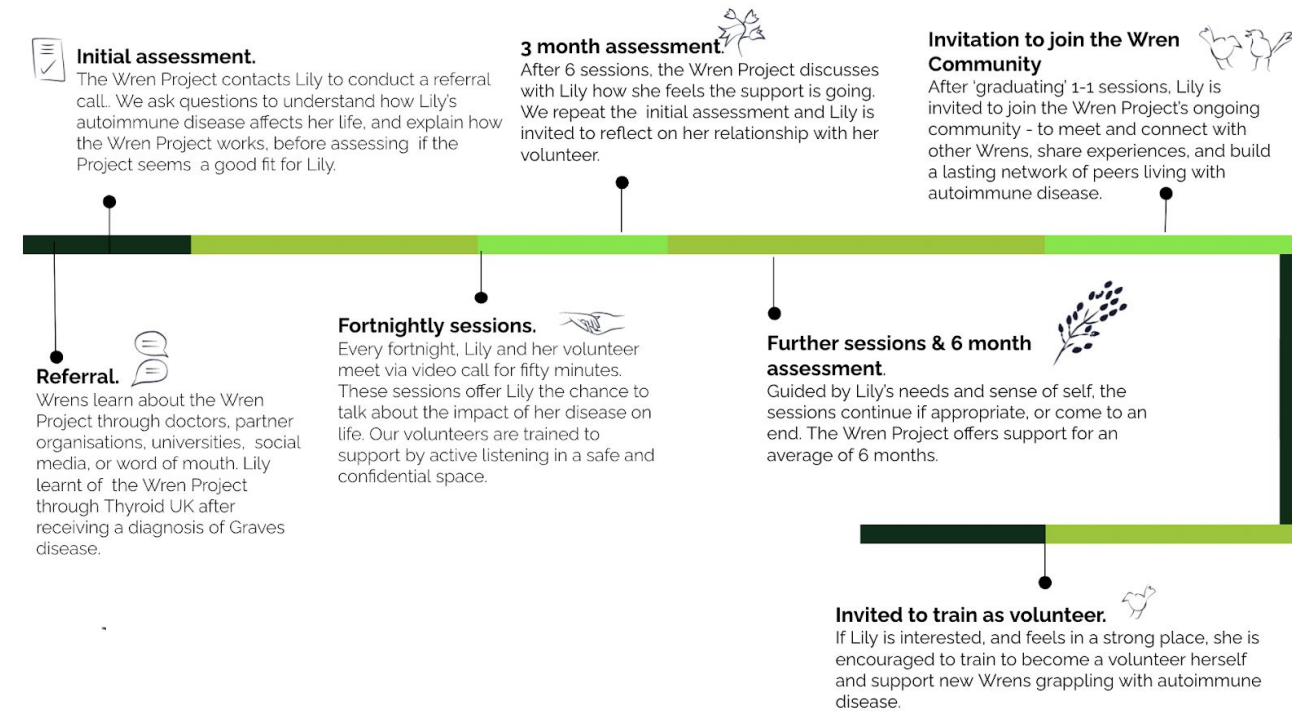 Initial assessment.
The Wren Project contacts Lily to conduct a referral
call.. We ask questions to understand how Lily's
autoimmune disease affects her life, and explain how
the Wren Project works, before assessing if the
Project seems a good fit for Lily.
3 month assessment.
After 6 sessions, the Wren Project discusses
with Lily how she feels the support is going.
We repeat the initial assessment and Lily is
invited to reflect on her relationship with her
volunteer.
Invitation to join the Wren
Community
After 'graduating' 1-1 sessions, Lily is
invited to join the Wren Project's ongoing
community - to meet and connect with
other Wrens, share experiences, and build
a lasting network of peers living with
autoimmune disease.
Referral.
Wrens learn about the Wren
Project through doctors, partner
organisations, universities, social
media, or word of mouth. Lily
learnt of the Wren Project
through Thyroid UK after
receiving a diagnosis of Graves
disease.
Fortnightly sessions.
Every fortnight, Lily and her volunteer
meet via video call for fifty minutes.
These sessions offer Lily the chance to
talk about the impact of her disease on
life. Our volunteers are trained to
support by active listening in a safe and
confidential space.
Further sessions & 6 month
assessment.
Guided by Lily's needs and sense of self, the
sessions continue if appropriate, or come to an
end. The Wren Project offers support for an
average of 6 months.
Invited to train as volunteer.
If Lily is interested, and feels in a strong place, she is
encouraged to train to become a volunteer herself
and support new Wrens grappling with autoimmune
disease.